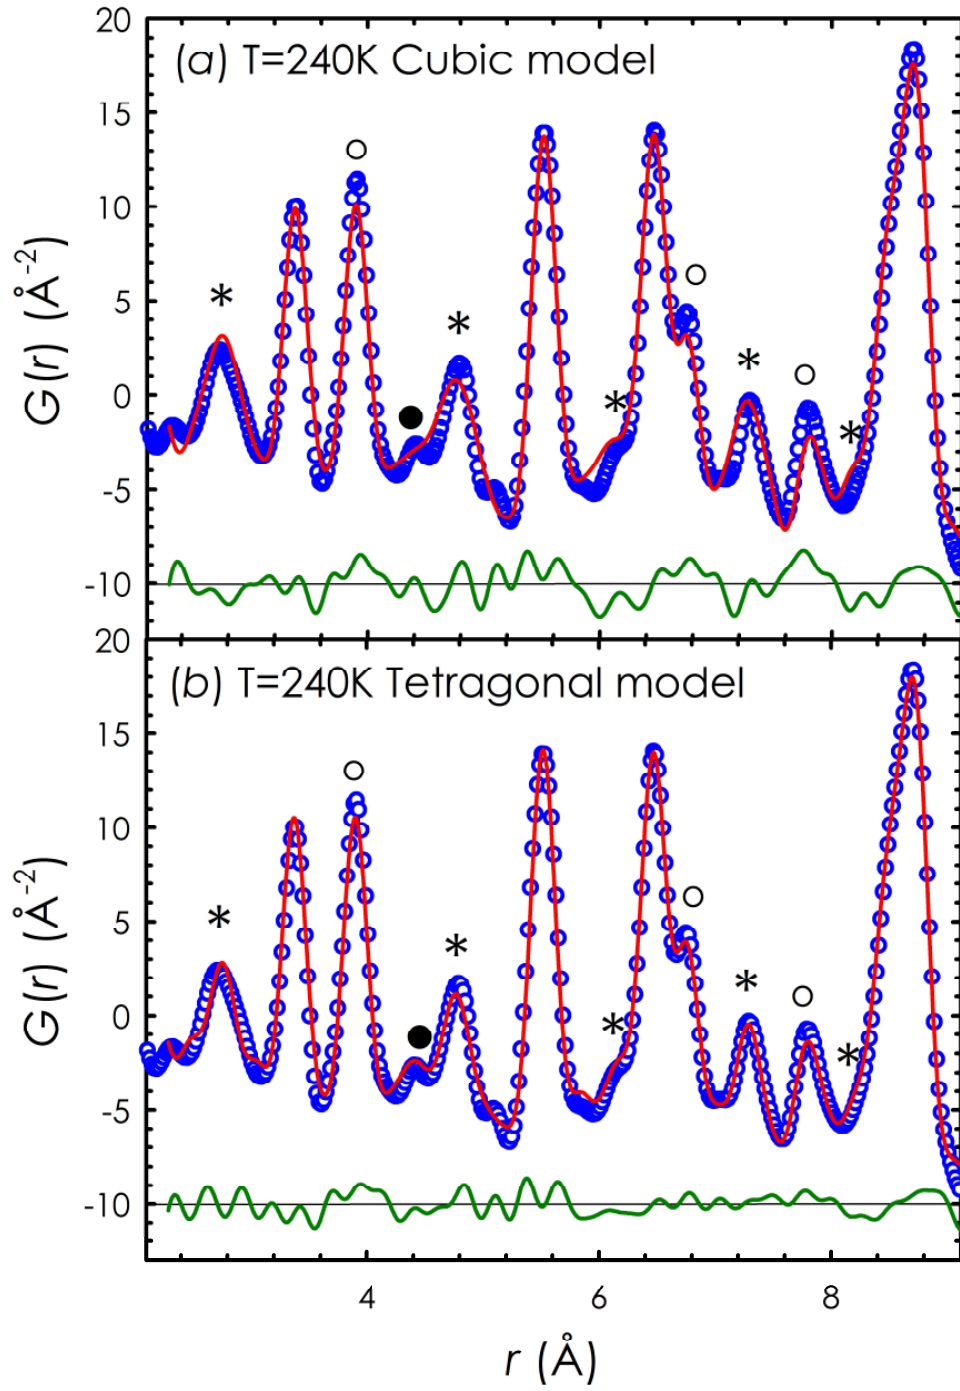 20
(a) T=240K Cubic model
15
10
5
0
-5
-10
G(r) (Å⁻²)
* ○ ● * * ○ * ○ *
20
(b) T=240K Tetragonal model
15
10
5
0
-5
-10
G(r) (Å⁻²)
* ○ ● * * ○ * ○ *
4 6 8
r (Å)